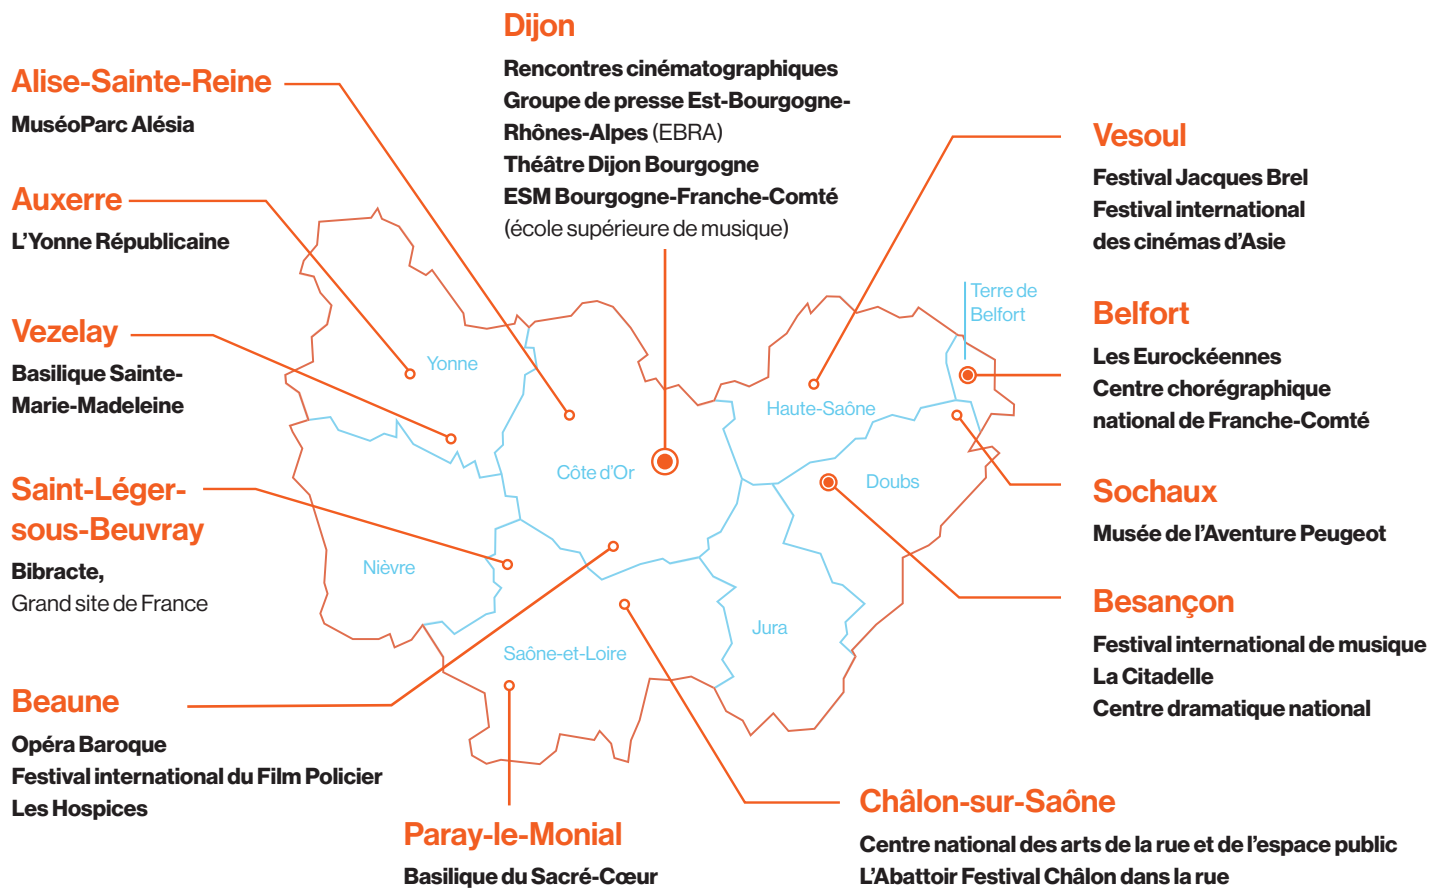 Dijon
Rencontres cinématographiques
Groupe de presse Est-Bourgogne-
Rhônes-Alpes (EBRA)
Théâtre Dijon Bourgogne
ESM Bourgogne-Franche-Comté
(école supérieure de musique)
Alise-Sainte-Reine
MuséoParc Alésia
Auxerre
L’Yonne Républicaine
Vezelay
Basilique Sainte-
Marie-Madeleine
Saint-Léger-
sous-Beuvray
Bibracte,
Grand site de France
Beaune
Opéra Baroque
Festival international du Film Policier
Les Hospices
Paray-le-Monial
Basilique du Sacré-Cœur
Châlon-sur-Saône
Centre national des arts de la rue et de l’espace public
L’Abattoir Festival Châlon dans la rue
Vesoul
Festival Jacques Brel
Festival international
des cinémas d’Asie
Belfort
Les Eurockéennes
Centre chorégraphique
national de Franche-Comté
Sochaux
Musée de l’Aventure Peugeot
Besançon
Festival international de musique
La Citadelle
Centre dramatique national
Yonne
Côte d’Or
Nièvre
Saône-et-Loire
Jura
Doubs
Haute-Saône
Terre de
Belfort